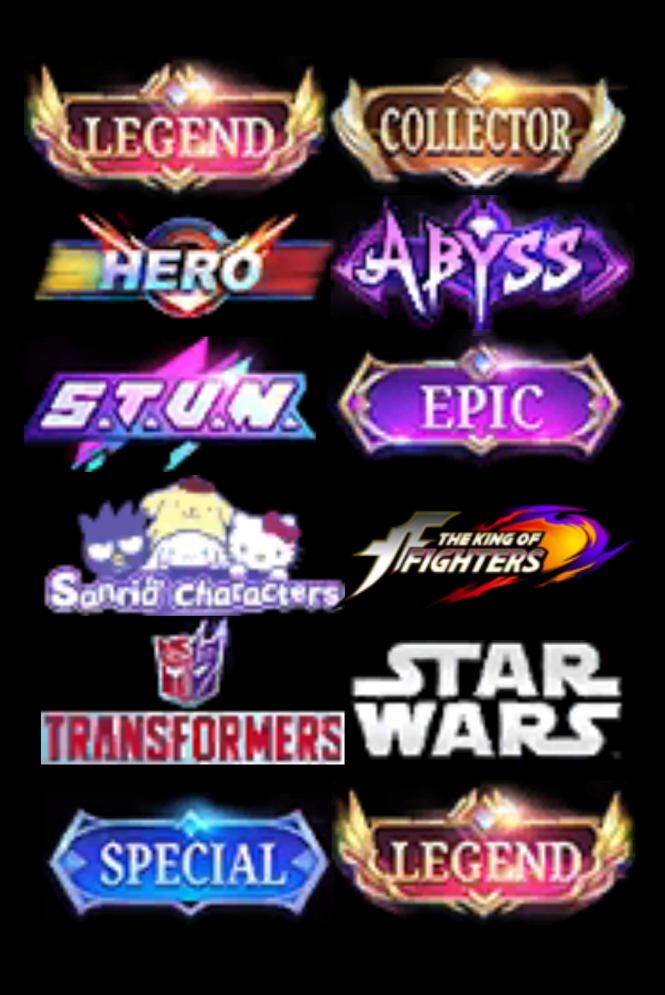 LEGEND
COLLECTOR
HERO
ABYSS
S.T.U.N.
EPIC
Sanrio characters
THE KING OF
FIGHTERS
TRANSFORMERS
STAR
WARS
SPECIAL
LEGEND